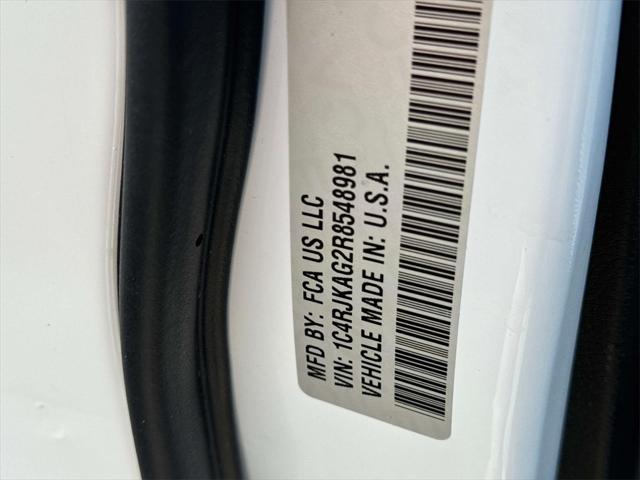 MFD BY: FCA US LLC
VIN: 1C4RJKAG2R8548981
VEHICLE MADE IN: U.S.A.